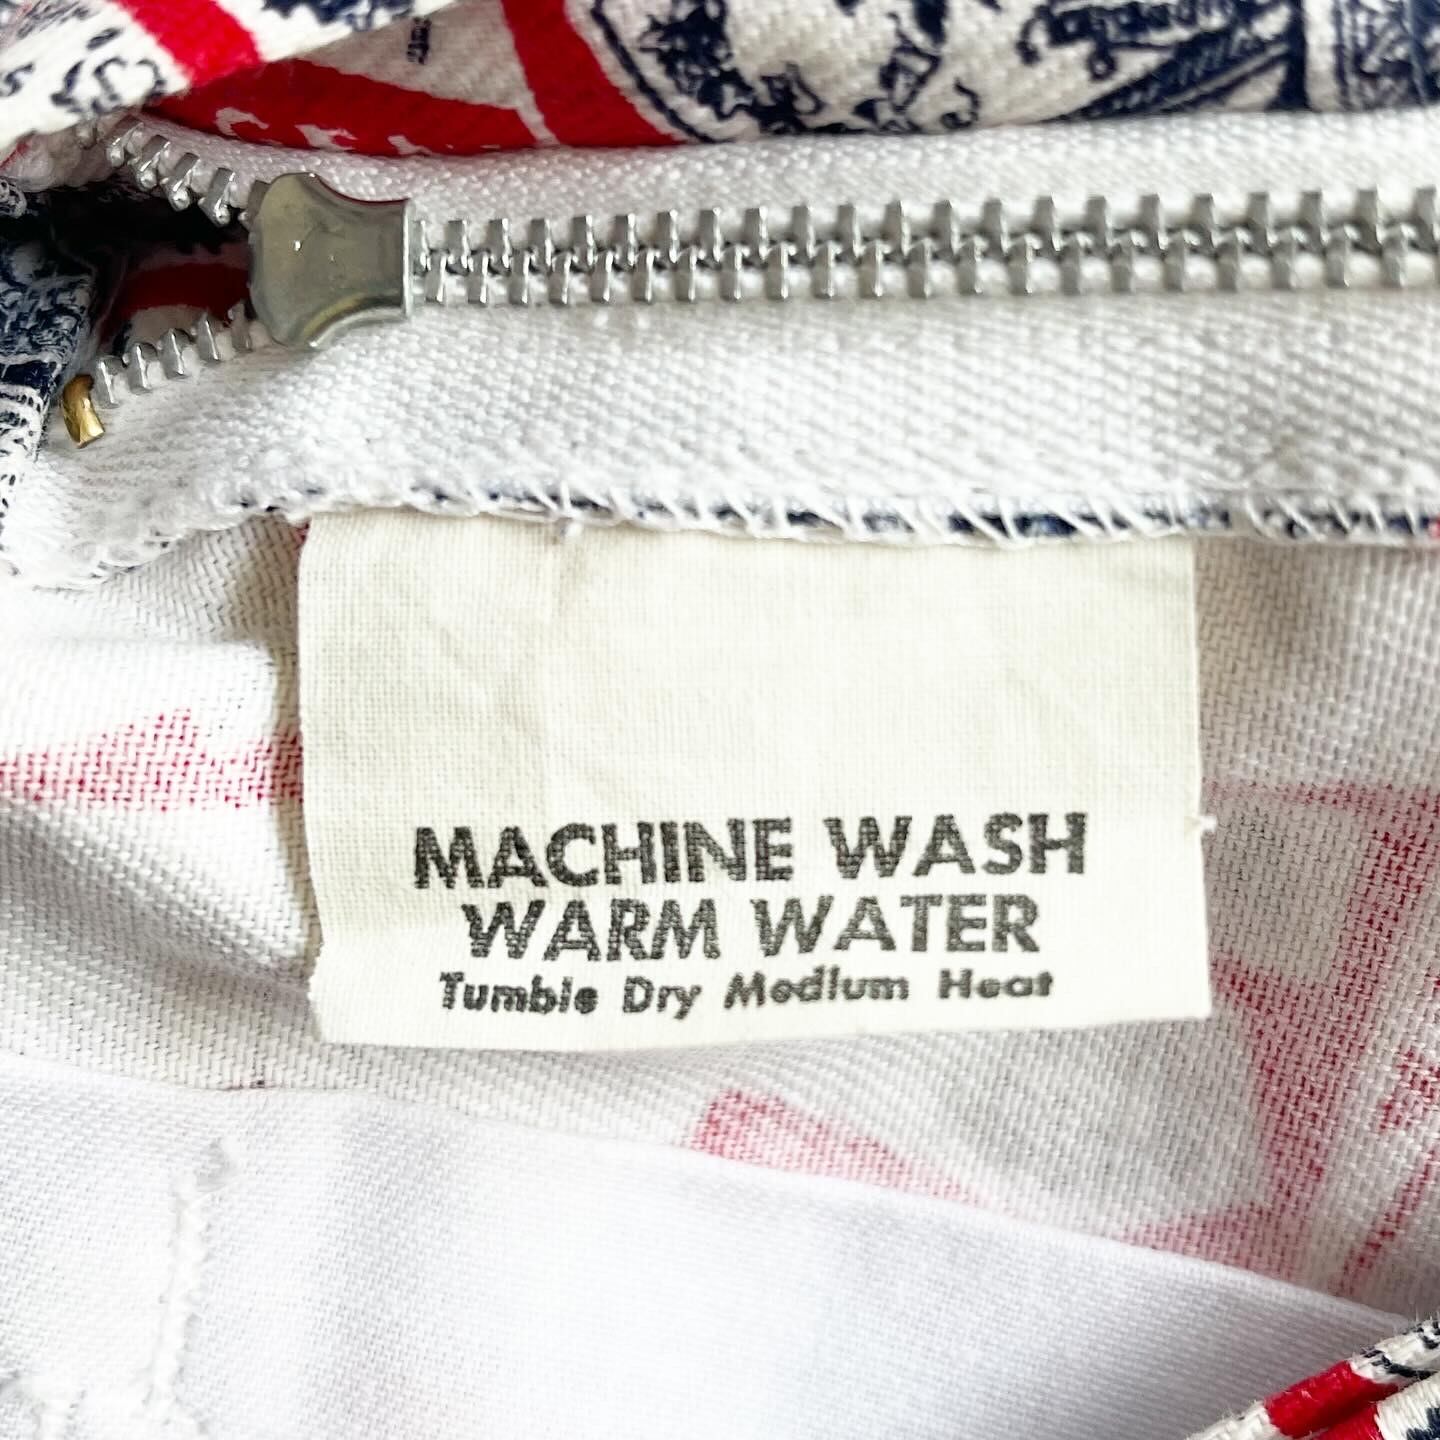 MACHINE WASH
WARM WATER
Tumble Dry Medium Heat